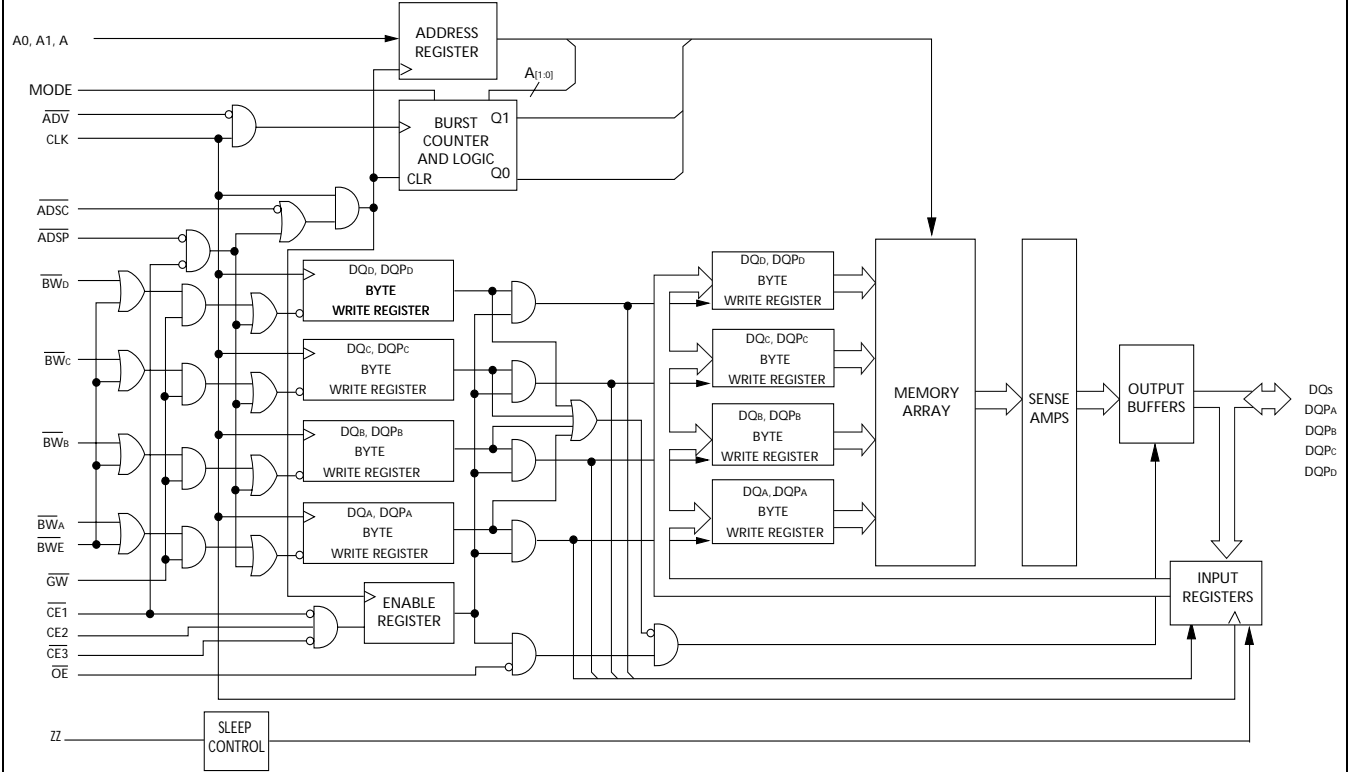 A0, A1, A
ADDRESS
REGISTER
MODE
A[1:0]
ADV
CLK
BURST
COUNTER
AND LOGIC
CLR
Q1
Q0
ADSC
ADSP
BWD
BWC
BWB
BWA
BWE
GW
CE1
CE2
CE3
OE
ZZ
DQD, DQPD
BYTE
WRITE REGISTER
DQC, DQPC
BYTE
WRITE REGISTER
DQB, DQPB
BYTE
WRITE REGISTER
DQA, DQPA
BYTE
WRITE REGISTER
ENABLE
REGISTER
SLEEP
CONTROL
DQD, DQPD
BYTE
WRITE REGISTER
DQC, DQPC
BYTE
WRITE REGISTER
DQB, DQPB
BYTE
WRITE REGISTER
DQA, DQPA
BYTE
WRITE REGISTER
MEMORY
ARRAY
SENSE
AMPS
OUTPUT
BUFFERS
INPUT
REGISTERS
DQS
DQPA
DQPB
DQPC
DQPD